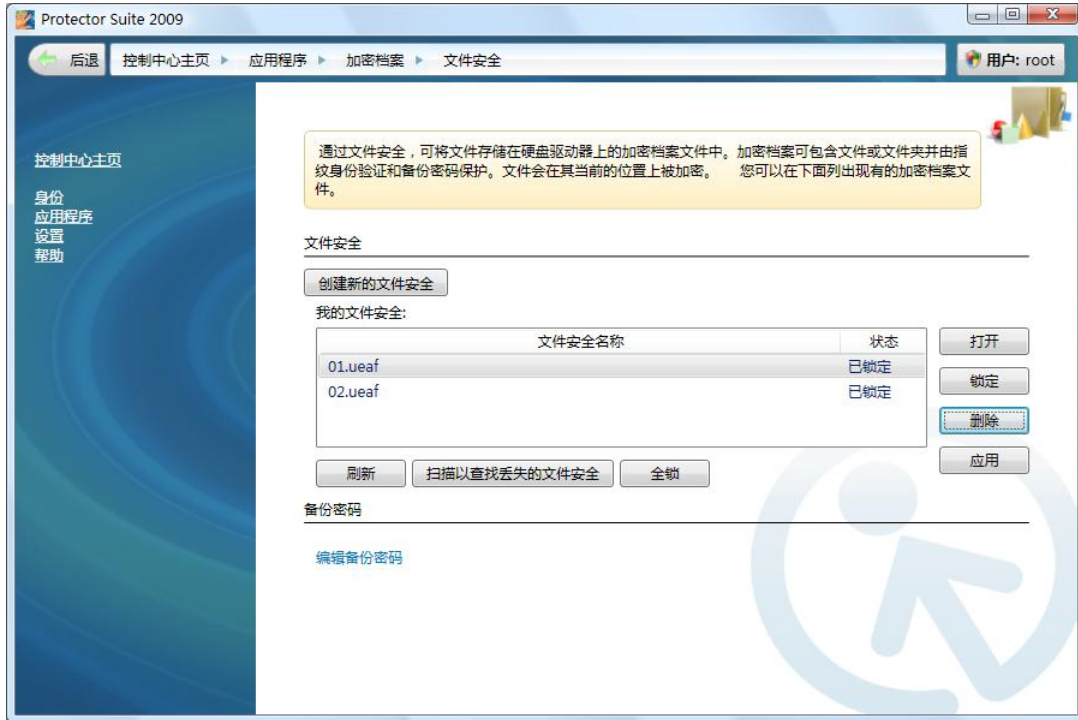 Protector Suite 2009
后退 控制中心主页 应用程序 加密档案 文件安全 用户: root
控制中心主页
身份
应用程序
设置
帮助
通过文件安全，可将文件存储在硬盘驱动器上的加密档案文件中。加密档案可包含文件或文件夹并由指
纹身份验证和备份密码保护。文件会在其当前的位置上被加密。 您可以在下面列出现有的加密档案文
件。
文件安全
创建新的文件安全
我的文件安全:
文件安全名称 状态
01.ueaf 已锁定
02.ueaf 已锁定
打开
锁定
删除
应用
刷新 扫描以查找丢失的文件安全 全锁
备份密码
编辑备份密码